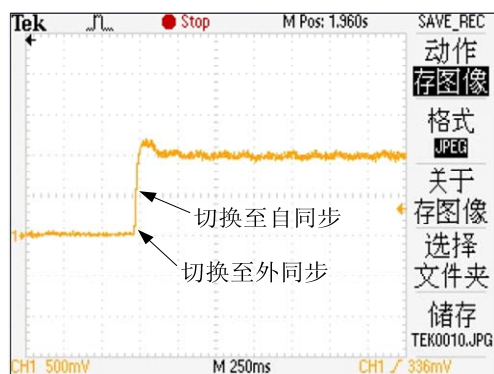 Tek Stop M Pos: 1.960s SAVE_REC
动作
存图像
格式
JPEG
关于
存图像
选择
文件夹
储存
TEK0010.JPG
切换至自同步
切换至外同步
1
CH1 500mV M 250ms CH1 336mV